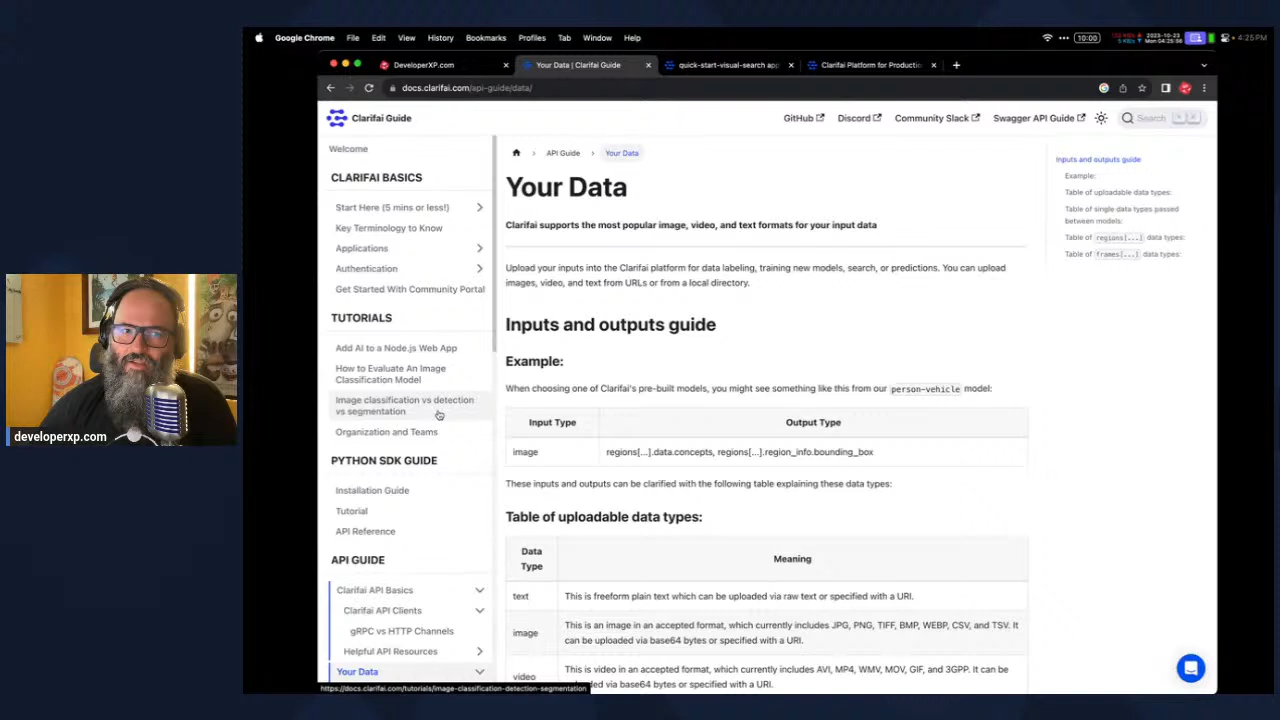 Google Chrome File Edit View History Bookmarks Profiles Tab Window Help
10:00
2023-10-23
4:25PM
DeveloperXP.com
Your Data | Clarifai Guide
quick-start-visual-search app
Clarifai Platform for Producti
docs.clarifai.com/api-guide/data/
Clarifai Guide
GitHub
Discord
Community Slack
Swagger API Guide
Search
Welcome
CLARIFAI BASICS
Start Here (5 mins or less!)
Key Terminology to Know
Applications
Authentication
Get Started With Community Portal
TUTORIALS
Add AI to a Node.js Web App
How to Evaluate An Image
Classification Model
Image classification vs detection
vs segmentation
Organization and Teams
PYTHON SDK GUIDE
Installation Guide
Tutorial
API Reference
API GUIDE
Clarifai API Basics
Clarifai API Clients
gRPC vs HTTP Channels
Helpful API Resources
Your Data
https://docs.clarifai.com/tutorials/image-classification-detection-segmentation
API Guide > Your Data
Your Data
Clarifai supports the most popular image, video, and text formats for your input data
Upload your inputs into the Clarifai platform for data labeling, training new models, search, or predictions. You can upload
images, video, and text from URLs or from a local directory.
Inputs and outputs guide
Example:
When choosing one of Clarifai's pre-built models, you might see something like this from our person-vehicle model:
Input Type Output Type
image regions[...].data.concepts, regions[...].region_info.bounding_box
These inputs and outputs can be clarified with the following table explaining these data types:
Table of uploadable data types:
Data
Type
Meaning
text This is freeform plain text which can be uploaded via raw text or specified with a URI.
image This is an image in an accepted format, which currently includes JPG, PNG, TIFF, BMP, WEBP, CSV, and TSV. It
can be uploaded via base64 bytes or specified with a URI.
video This is video in an accepted format, which currently includes AVI, MP4, WMV, MOV, GIF, and 3GPP. It can be
uploaded via base64 bytes or specified with a URI.
Inputs and outputs guide
Example:
Table of uploadable data types:
Table of single data types passed
between models:
Table of regions[...] data types:
Table of frames[...] data types:
developerxp.com